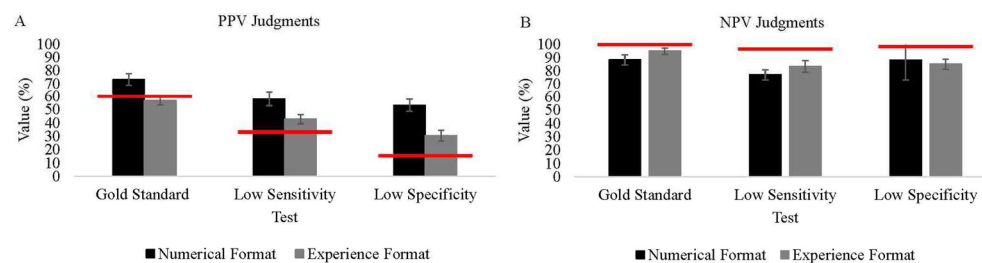 A
PPV Judgments
100
90
80
70
60
50
40
30
20
10
0
Value (%)
Gold Standard
Low Sensitivity
Low Specificity
Test
Numerical Format
Experience Format
B
NPV Judgments
100
90
80
70
60
50
40
30
20
10
0
Value (%)
Gold Standard
Low Sensitivity
Low Specificity
Test
Numerical Format
Experience Format